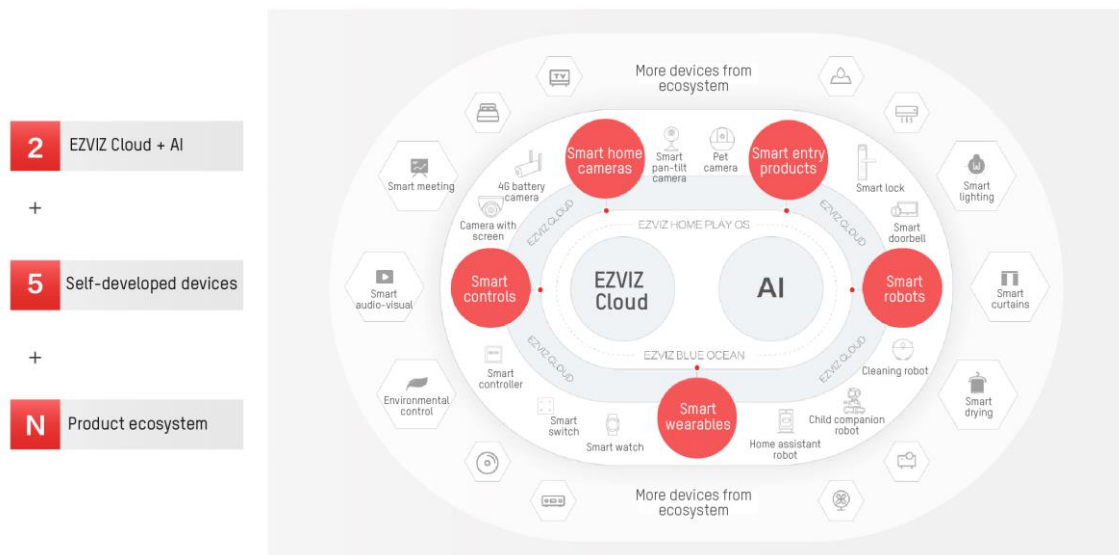 2
EZVIZ Cloud + AI
+
5
Self-developed devices
+
N
Product ecosystem
More devices from
ecosystem
TV
Smart home
cameras
Smart
pan-tilt
camera
Pet
camera
Smart entry
products
4G battery
camera
Smart lock
Smart meeting
Smart
lighting
Camera with
screen
Smart
doorbell
EZVIZ CLOUD
EZVIZ HOME PLAY OS
EZVIZ CLOUD
Smart
audio-visual
Smart
controls
EZVIZ
Cloud
AI
Smart
robots
Smart
curtains
EZVIZ CLOUD
EZVIZ BLUE OCEAN
EZVIZ CLOUD
Smart
controller
Cleaning robot
Environmental
control
Smart
drying
Smart
switch
Smart watch
Smart
wearables
Home assistant
robot
Child companion
robot
More devices from
ecosystem